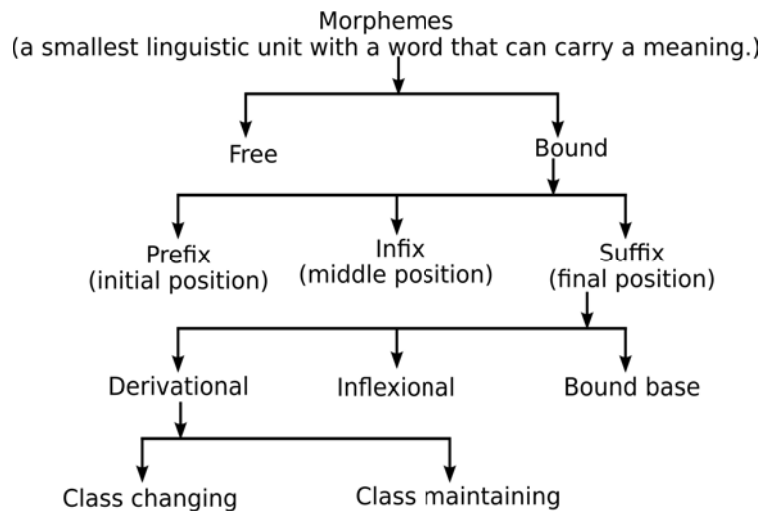 Morphemes
(a smallest linguistic unit with a word that can carry a meaning.)
Free
Bound
Prefix
(initial position)
Infix
(middle position)
Suffix
(final position)
Derivational
Inflexional
Bound base
Class changing
Class maintaining